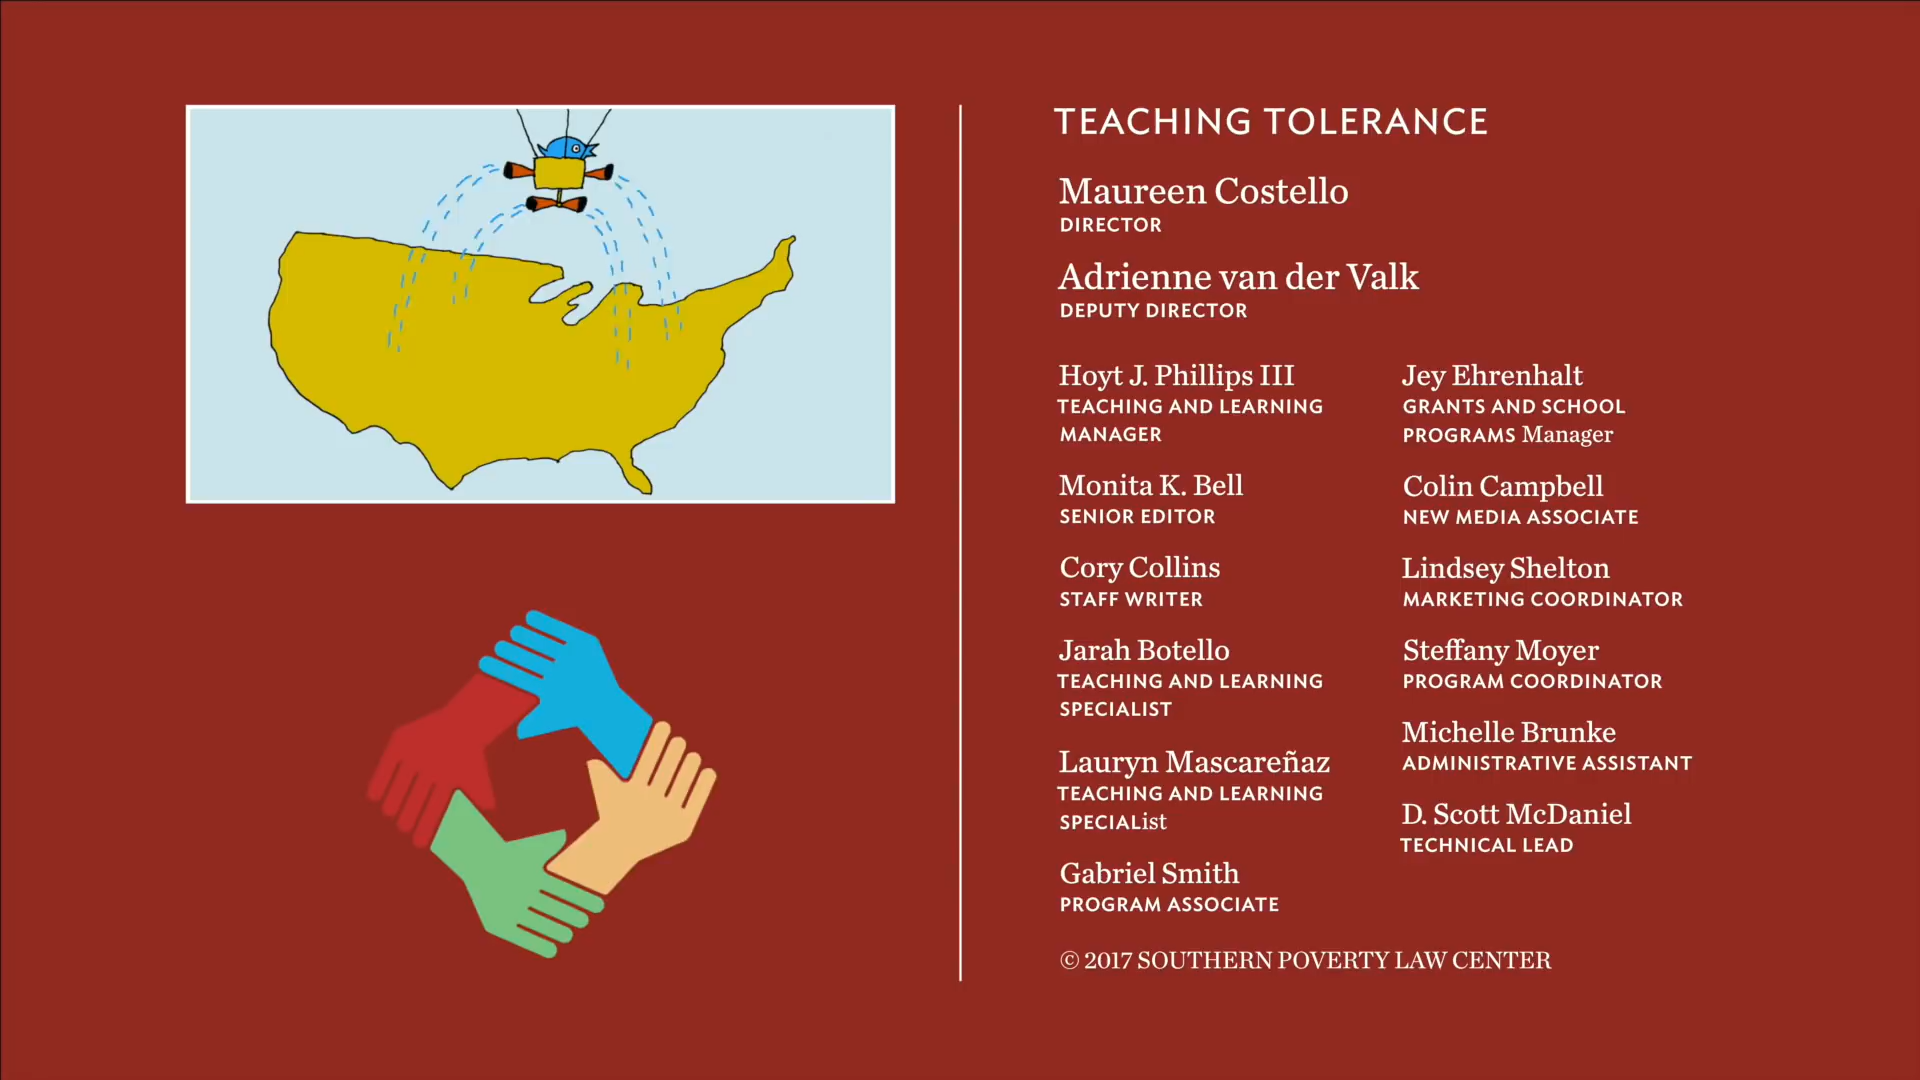 TEACHING TOLERANCE
Maureen Costello
DIRECTOR
Adrienne van der Valk
DEPUTY DIRECTOR
Hoyt J. Phillips III
TEACHING AND LEARNING
MANAGER
Monita K. Bell
SENIOR EDITOR
Cory Collins
STAFF WRITER
Jarah Botello
TEACHING AND LEARNING
SPECIALIST
Lauryn Mascareñaz
TEACHING AND LEARNING
SPECIAList
Gabriel Smith
PROGRAM ASSOCIATE
Jey Ehrenhalt
GRANTS AND SCHOOL
PROGRAMS Manager
Colin Campbell
NEW MEDIA ASSOCIATE
Lindsey Shelton
MARKETING COORDINATOR
Steffany Moyer
PROGRAM COORDINATOR
Michelle Brunke
ADMINISTRATIVE ASSISTANT
D. Scott McDaniel
TECHNICAL LEAD
© 2017 SOUTHERN POVERTY LAW CENTER